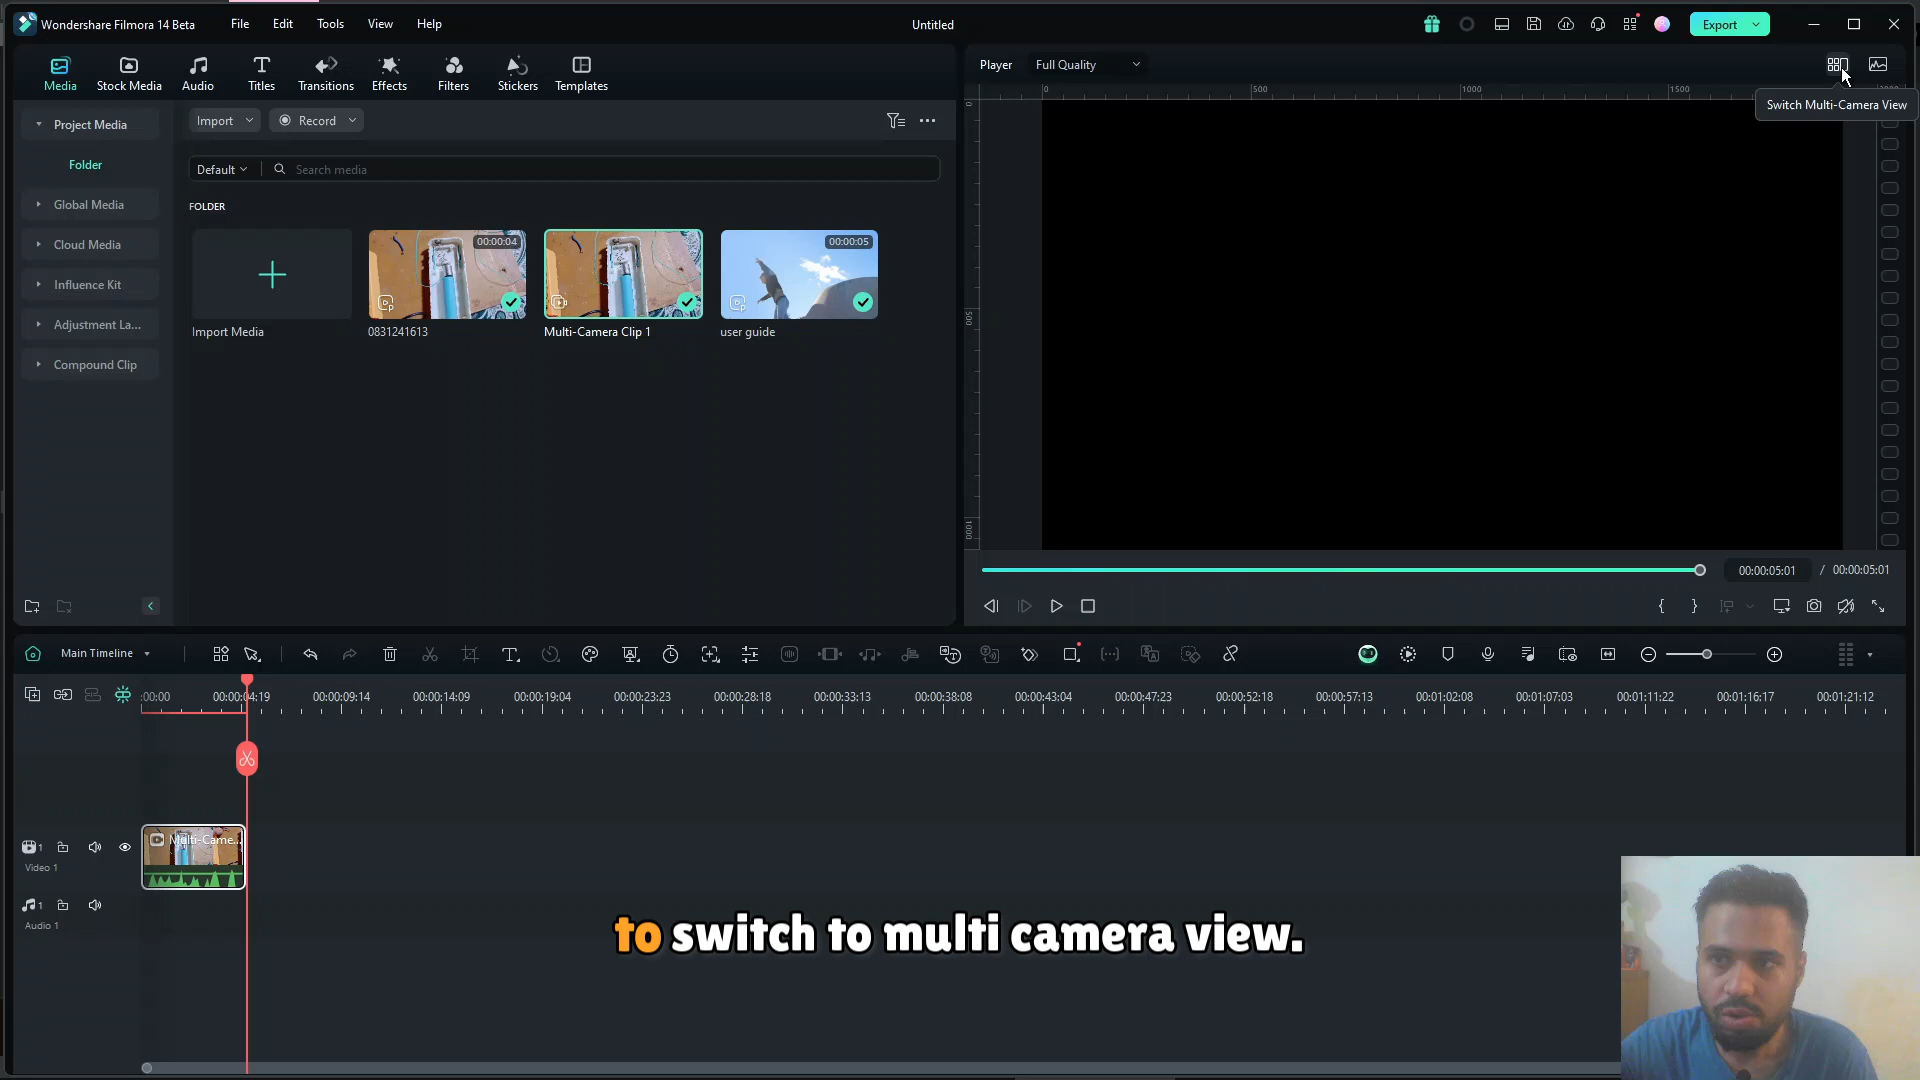 Wondershare Filmora 14 Beta
File
Edit
Tools
View
Help
Untitled
Export
Media
Stock Media
Audio
Titles
Transitions
Effects
Filters
Stickers
Templates
Player
Full Quality
Switch Multi-Camera View
Project Media
Folder
Global Media
Cloud Media
Influence Kit
Adjustment La...
Compound Clip
Import
Record
Default
Search media
FOLDER
Import Media
00:00:04
0831241613
Multi-Camera Clip 1
00:00:05
user guide
0
500
1000
1500
0
500
1000
00:00:05:01
/ 00:00:05:01
Main Timeline
:00:00
00:00:04:19
00:00:09:14
00:00:14:09
00:00:19:04
00:00:23:23
00:00:28:18
00:00:33:13
00:00:38:08
00:00:43:04
00:00:47:23
00:00:52:18
00:00:57:13
00:01:02:08
00:01:07:03
00:01:11:22
00:01:16:17
00:01:21:12
1
Video 1
Multi-Came...
1
Audio 1
to switch to multi camera view.